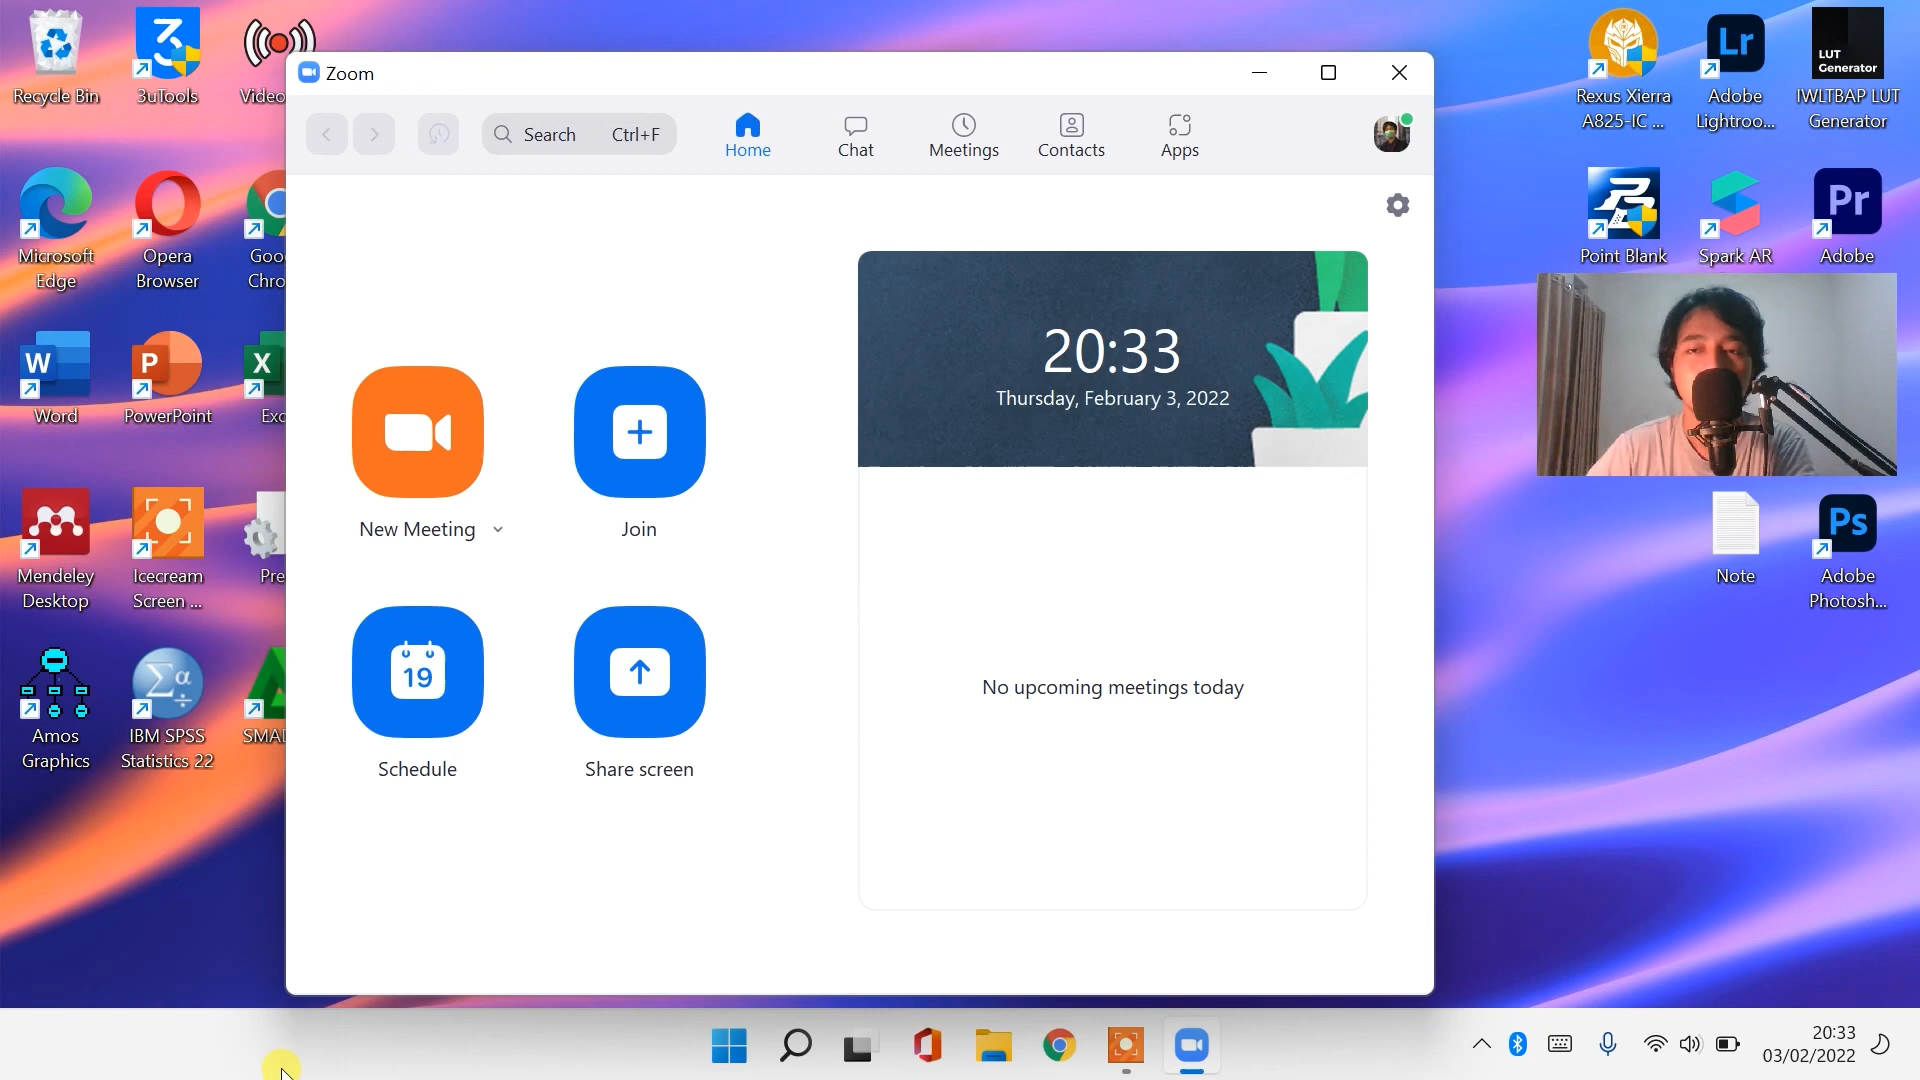 Recycle Bin
3uTools
Video
Zoom
Search Ctrl+F
Home
Chat
Meetings
Contacts
Apps
Rexus Xierra
A825-IC ...
Lr
Adobe
Lightroo...
LUT
Generator
IWLTBAP LUT
Generator
Microsoft
Edge
Opera
Browser
Goo
Chro
Point Blank
Spark AR
Pr
Adobe
20:33
Thursday, February 3, 2022
W
Word
P
PowerPoint
X
Exc
New Meeting
Join
Mendeley
Desktop
Icecream
Screen ...
Pre
Note
Ps
Adobe
Photosh...
19
Schedule
Share screen
No upcoming meetings today
Amos
Graphics
Σα
IBM SPSS
Statistics 22
SMAD
20:33
03/02/2022